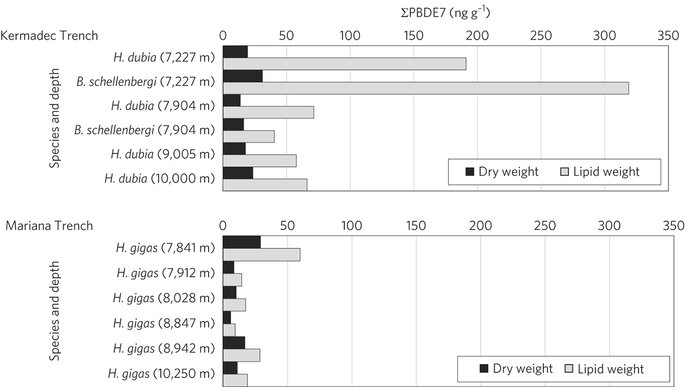 ΣPBDE7 (ng g⁻¹)
Kermadec Trench
0 50 100 150 200 250 300 350
Species and depth
H. dubia (7,227 m)
B. schellenbergi (7,227 m)
H. dubia (7,904 m)
B. schellenbergi (7,904 m)
H. dubia (9,005 m)
H. dubia (10,000 m)
Dry weight Lipid weight
Mariana Trench
0 50 100 150 200 250 300 350
Species and depth
H. gigas (7,841 m)
H. gigas (7,912 m)
H. gigas (8,028 m)
H. gigas (8,847 m)
H. gigas (8,942 m)
H. gigas (10,250 m)
Dry weight Lipid weight